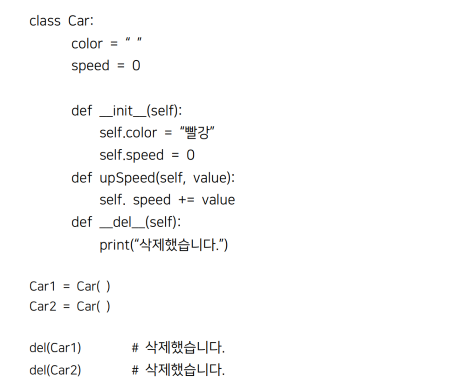 class Car:
color = “ ”
speed = 0
def __init__(self):
self.color = “빨강”
self.speed = 0
def upSpeed(self, value):
self. speed += value
def __del__(self):
print(“삭제했습니다.”)
Car1 = Car( )
Car2 = Car( )
del(Car1) # 삭제했습니다.
del(Car2) # 삭제했습니다.